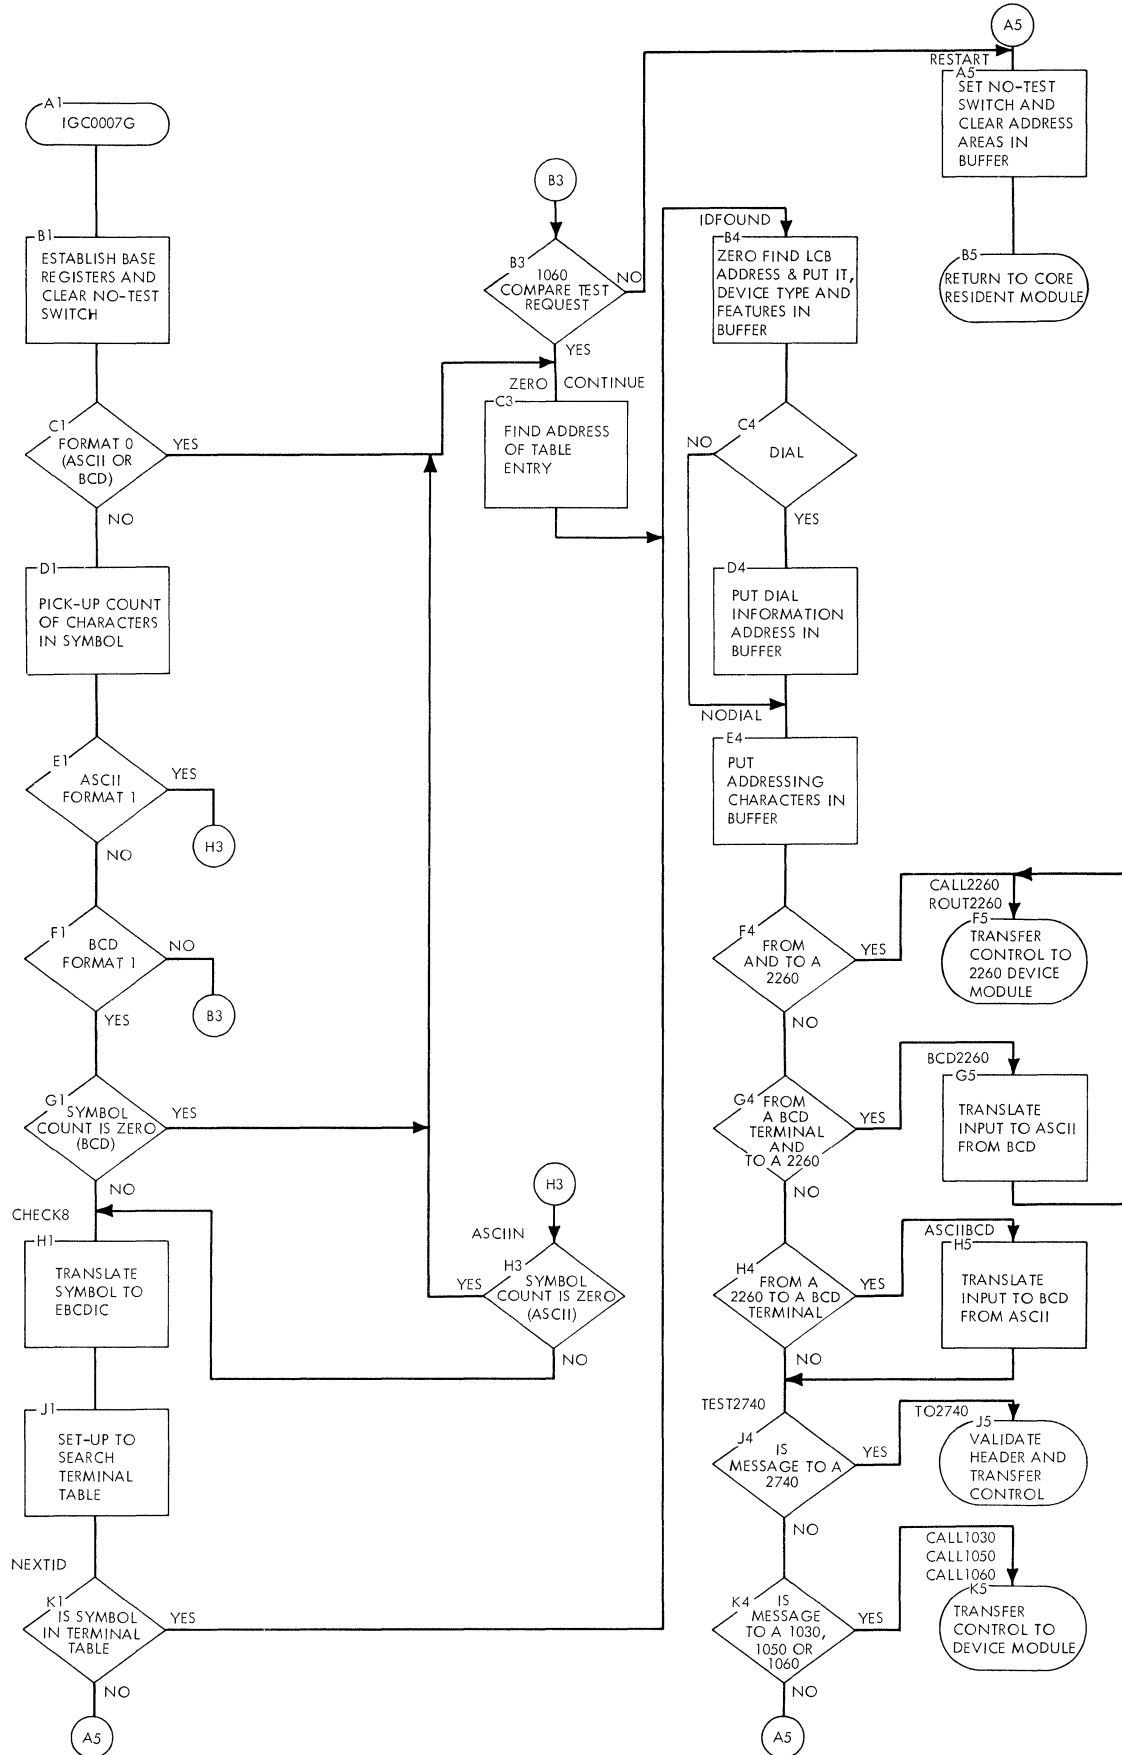 A1
IGC0007G
B1
ESTABLISH BASE
REGISTERS AND
CLEAR NO-TEST
SWITCH
C1
FORMAT 0
(ASCII OR
BCD)
YES
NO
D1
PICK-UP COUNT
OF CHARACTERS
IN SYMBOL
E1
ASCII
FORMAT 1
YES
H3
NO
F1
BCD
FORMAT 1
NO
B3
YES
G1
SYMBOL
COUNT IS ZERO
(BCD)
YES
NO
CHECK8
H1
TRANSLATE
SYMBOL TO
EBCDIC
J1
SET-UP TO
SEARCH
TERMINAL
TABLE
NEXTID
K1
IS SYMBOL
IN TERMINAL
TABLE
YES
NO
A5
B3
B3
1060
COMPARE TEST
REQUEST
NO
YES
ZERO CONTINUE
C3
FIND ADDRESS
OF TABLE
ENTRY
H3
ASCIIN
H3
SYMBOL
COUNT IS ZERO
(ASCII)
YES
NO
IDFOUND
B4
ZERO FIND LCB
ADDRESS & PUT IT,
DEVICE TYPE AND
FEATURES IN
BUFFER
C4
DIAL
NO
YES
D4
PUT DIAL
INFORMATION
ADDRESS IN
BUFFER
NODIAL
E4
PUT
ADDRESSING
CHARACTERS IN
BUFFER
F4
FROM
AND TO A
2260
YES
NO
G4
FROM
A BCD
TERMINAL
AND
TO A 2260
YES
NO
H4
FROM A
2260 TO A BCD
TERMINAL
YES
NO
TEST2740
J4
IS
MESSAGE TO A
2740
YES
NO
K4
IS
MESSAGE
TO A 1030,
1050 OR
1060
YES
NO
A5
A5
RESTART
A5
SET NO-TEST
SWITCH AND
CLEAR ADDRESS
AREAS IN
BUFFER
B5
RETURN TO CORE
RESIDENT MODULE
CALL2260
ROUT2260
F5
TRANSFER
CONTROL TO
2260 DEVICE
MODULE
BCD2260
G5
TRANSLATE
INPUT TO ASCII
FROM BCD
ASCIIBCD
H5
TRANSLATE
INPUT TO BCD
FROM ASCII
TO2740
J5
VALIDATE
HEADER AND
TRANSFER
CONTROL
CALL1030
CALL1050
CALL1060
K5
TRANSFER
CONTROL TO
DEVICE MODULE